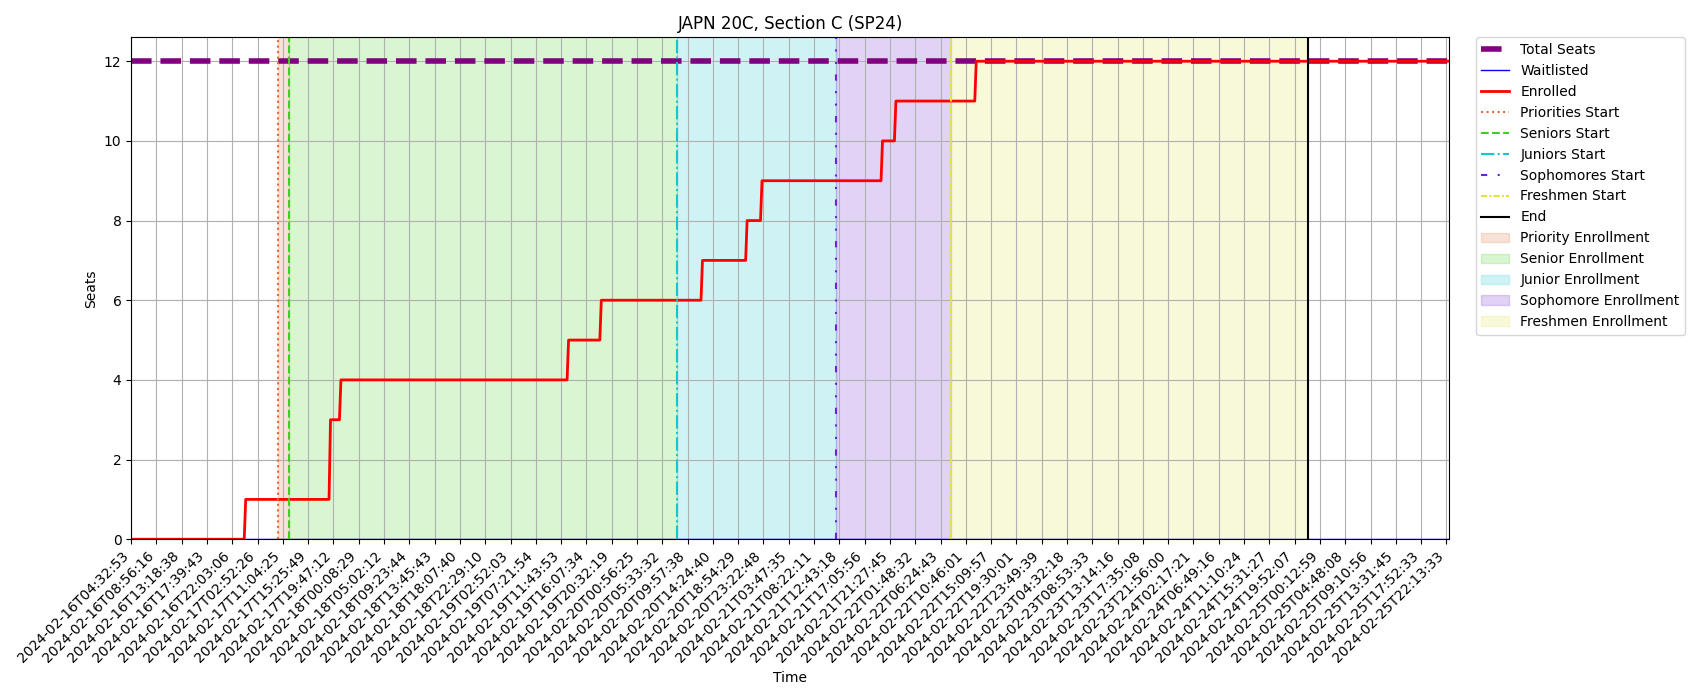 JAPN 20C, Section C (SP24)
Seats
12
10
8
6
4
2
0
Total Seats
Waitlisted
Enrolled
Priorities Start
Seniors Start
Juniors Start
Sophomores Start
Freshmen Start
End
Priority Enrollment
Senior Enrollment
Junior Enrollment
Sophomore Enrollment
Freshmen Enrollment
2024-02-16T04:32:53
2024-02-16T08:56:16
2024-02-16T13:18:38
2024-02-16T17:39:43
2024-02-16T22:03:06
2024-02-17T02:52:26
2024-02-17T11:04:25
2024-02-17T15:25:49
2024-02-17T19:47:12
2024-02-18T00:08:29
2024-02-18T05:02:12
2024-02-18T09:23:44
2024-02-18T13:45:43
2024-02-18T18:07:40
2024-02-18T22:29:10
2024-02-19T02:52:03
2024-02-19T07:21:54
2024-02-19T11:43:53
2024-02-19T16:07:34
2024-02-19T20:32:19
2024-02-20T00:56:25
2024-02-20T05:33:32
2024-02-20T09:57:38
2024-02-20T14:24:40
2024-02-20T18:54:29
2024-02-20T23:22:48
2024-02-21T03:47:35
2024-02-21T08:22:11
2024-02-21T12:43:18
2024-02-21T17:05:56
2024-02-21T21:27:45
2024-02-22T01:48:32
2024-02-22T06:24:43
2024-02-22T10:46:01
2024-02-22T15:09:57
2024-02-22T19:30:01
2024-02-22T23:49:39
2024-02-23T04:32:18
2024-02-23T08:53:33
2024-02-23T13:14:16
2024-02-23T17:35:08
2024-02-23T21:56:00
2024-02-24T02:17:21
2024-02-24T06:49:16
2024-02-24T11:10:24
2024-02-24T15:31:27
2024-02-24T19:52:07
2024-02-25T00:12:59
2024-02-25T04:48:08
2024-02-25T09:10:56
2024-02-25T13:31:45
2024-02-25T17:52:33
2024-02-25T22:13:33
Time